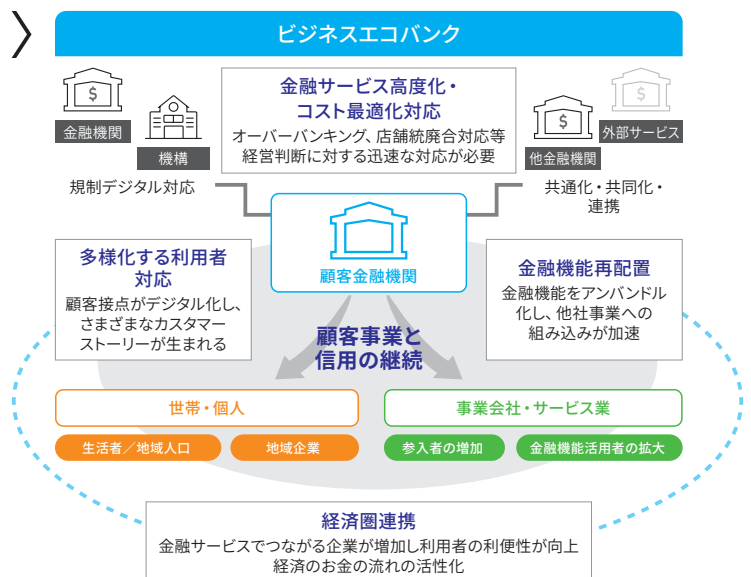 ビジネスエコバンク
金融サービス高度化・
コスト最適化対応
オーバーバンキング、店舗統廃合対応等
経営判断に対する迅速な対応が必要
$
金融機関
機構
規制デジタル対応
$
外部サービス
他金融機関
共通化・共同化・
連携
顧客金融機関
多様化する利用者
対応
顧客接点がデジタル化し、
さまざまなカスタマー
ストーリーが生まれる
金融機能再配置
金融機能をアンバンドル
化し、他社事業への
組み込みが加速
顧客事業と
信用の継続
世帯・個人
生活者／地域人口
地域企業
事業会社・サービス業
参入者の増加
金融機能活用者の拡大
経済圏連携
金融サービスでつながる企業が増加し利用者の利便性が向上
経済のお金の流れの活性化